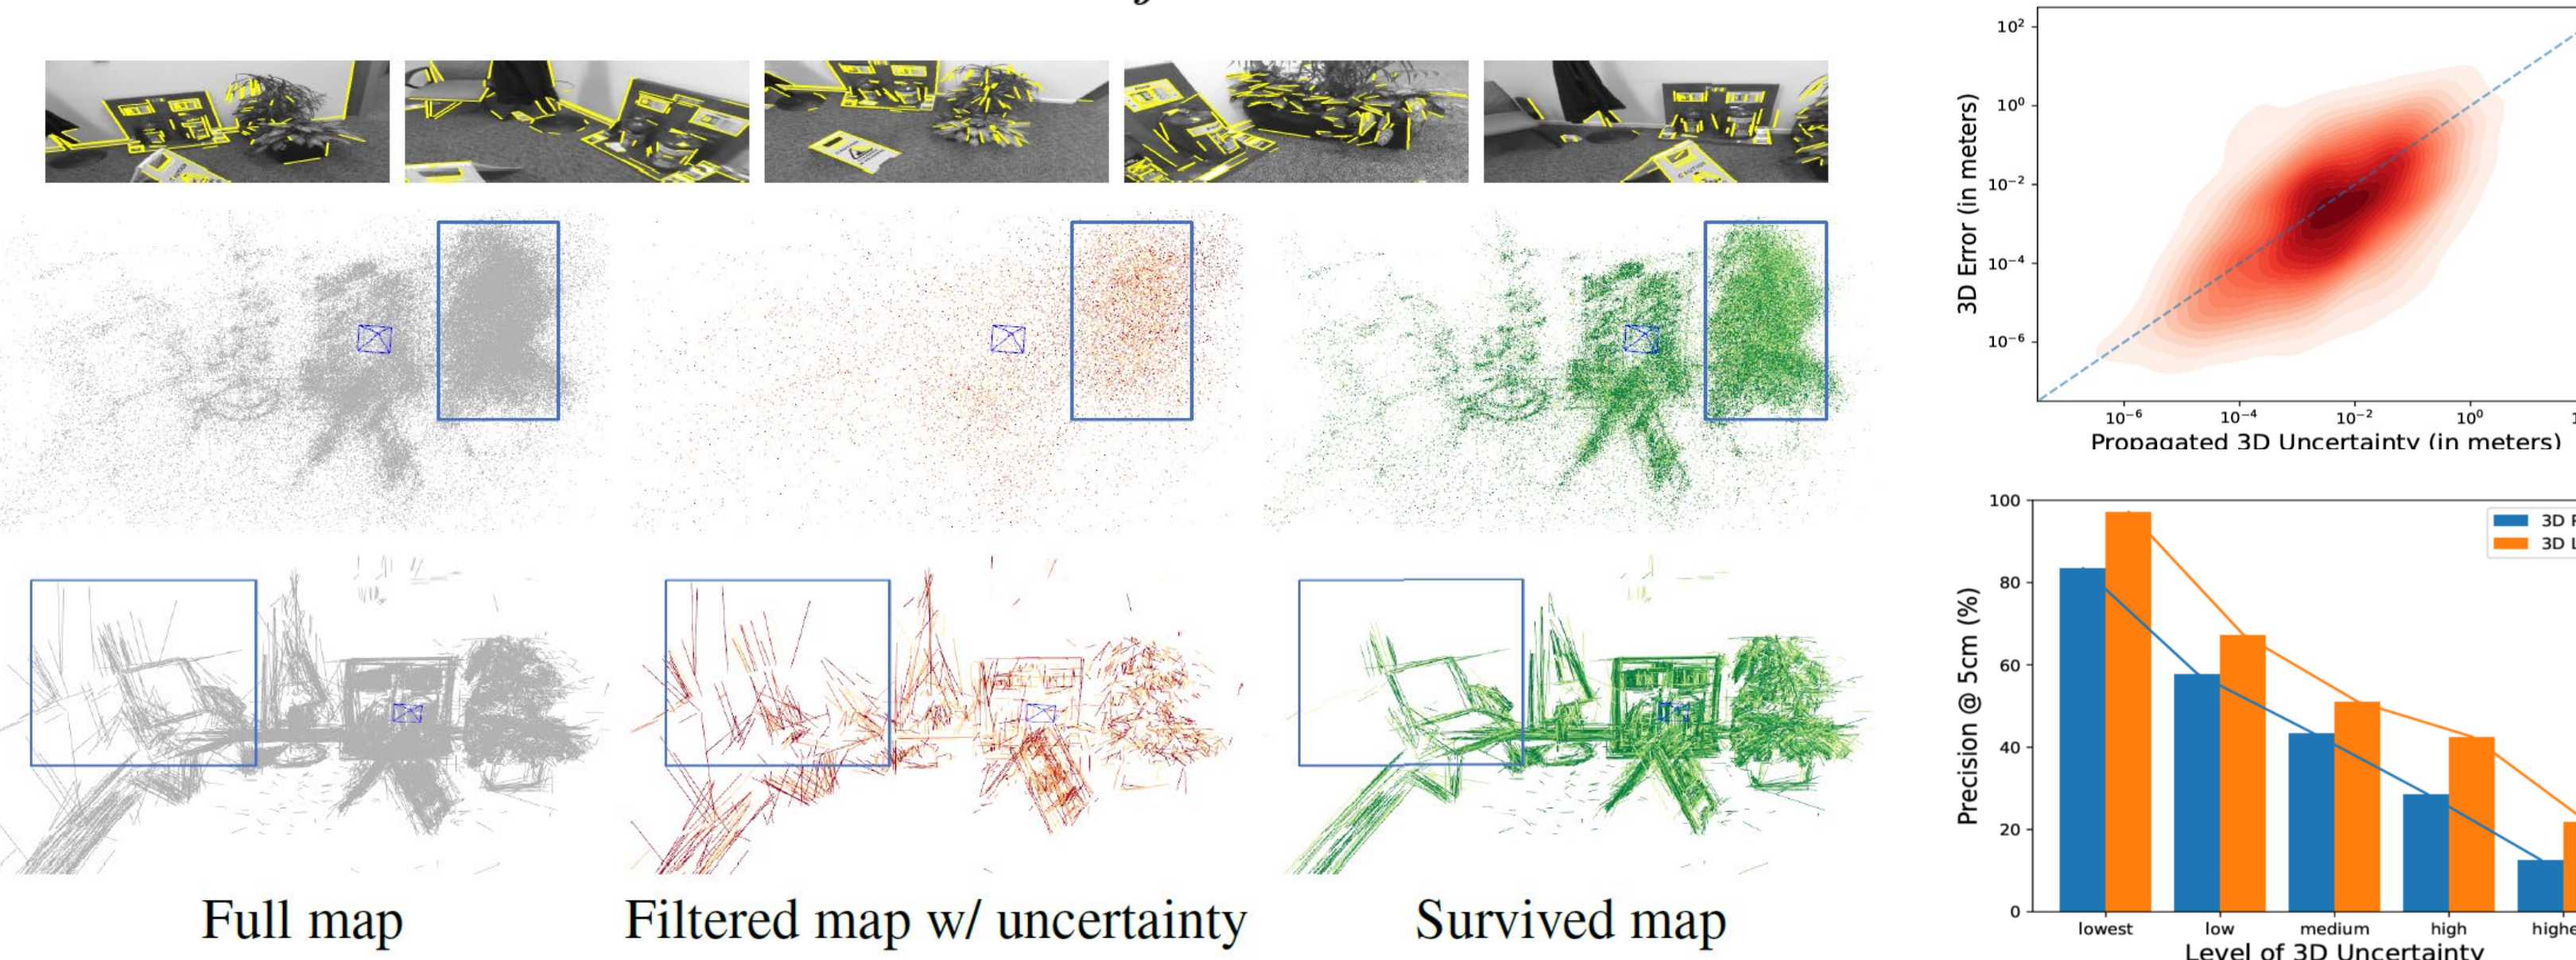 Full map
Filtered map w/ uncertainty
Survived map
10²
10⁰
10⁻²
10⁻⁴
10⁻⁶
3D Error (in meters)
10⁻⁶
10⁻⁴
10⁻²
10⁰
Propagated 3D Uncertainty (in meters)
100
80
60
40
20
0
Precision @ 5cm (%)
3D
3D
lowest
low
medium
high
Level of 3D Uncertainty